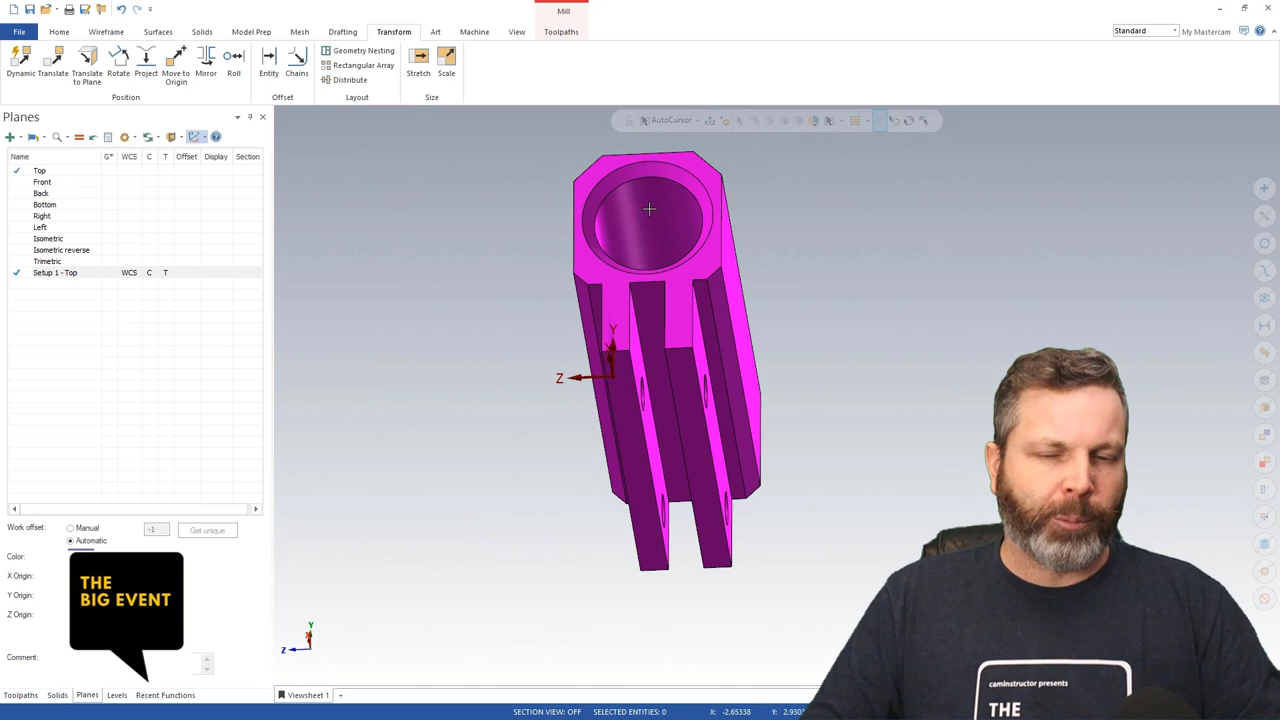 Mill
File Home Wireframe Surfaces Solids Model Prep Mesh Drafting Transform Art Machine View Toolpaths
Standard
My Mastercam
Dynamic Translate Translate to Plane Rotate Project Move to Origin Mirror Roll
Position
Entity Chains
Offset
Geometry Nesting
Rectangular Array
Distribute
Layout
Stretch Scale
Size
Planes
AutoCursor
Name G* WCS C T Offset Display Section
Top
Front
Back
Bottom
Right
Left
Isometric
Isometric reverse
Trimetric
Setup 1 - Top WCS C T
Y
Z
Work offset: Manual -1 Get unique
Automatic
Color:
X Origin:
Y Origin:
Z Origin:
Comment:
THE
BIG EVENT
Y
X
Z
Toolpaths Solids Planes Levels Recent Functions
Viewsheet 1
SECTION VIEW: OFF SELECTED ENTITIES: 0 X: -2.65338 Y:
caminstructor presents
THE